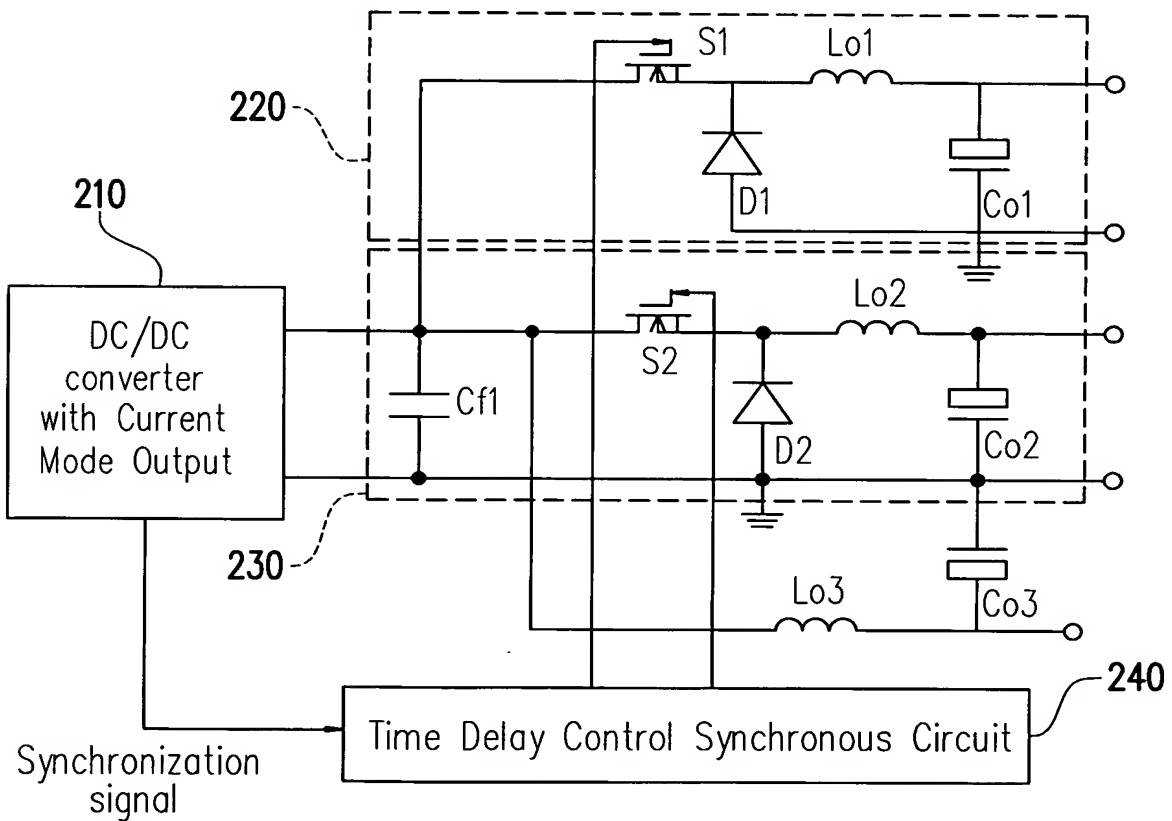 S1
Lo1
220
210
D1
Co1
DC/DC
converter
with Current
Mode Output
Lo2
S2
Cf1
D2
Co2
230
Lo3
Co3
240
Time Delay Control Synchronous Circuit
Synchronization
signal